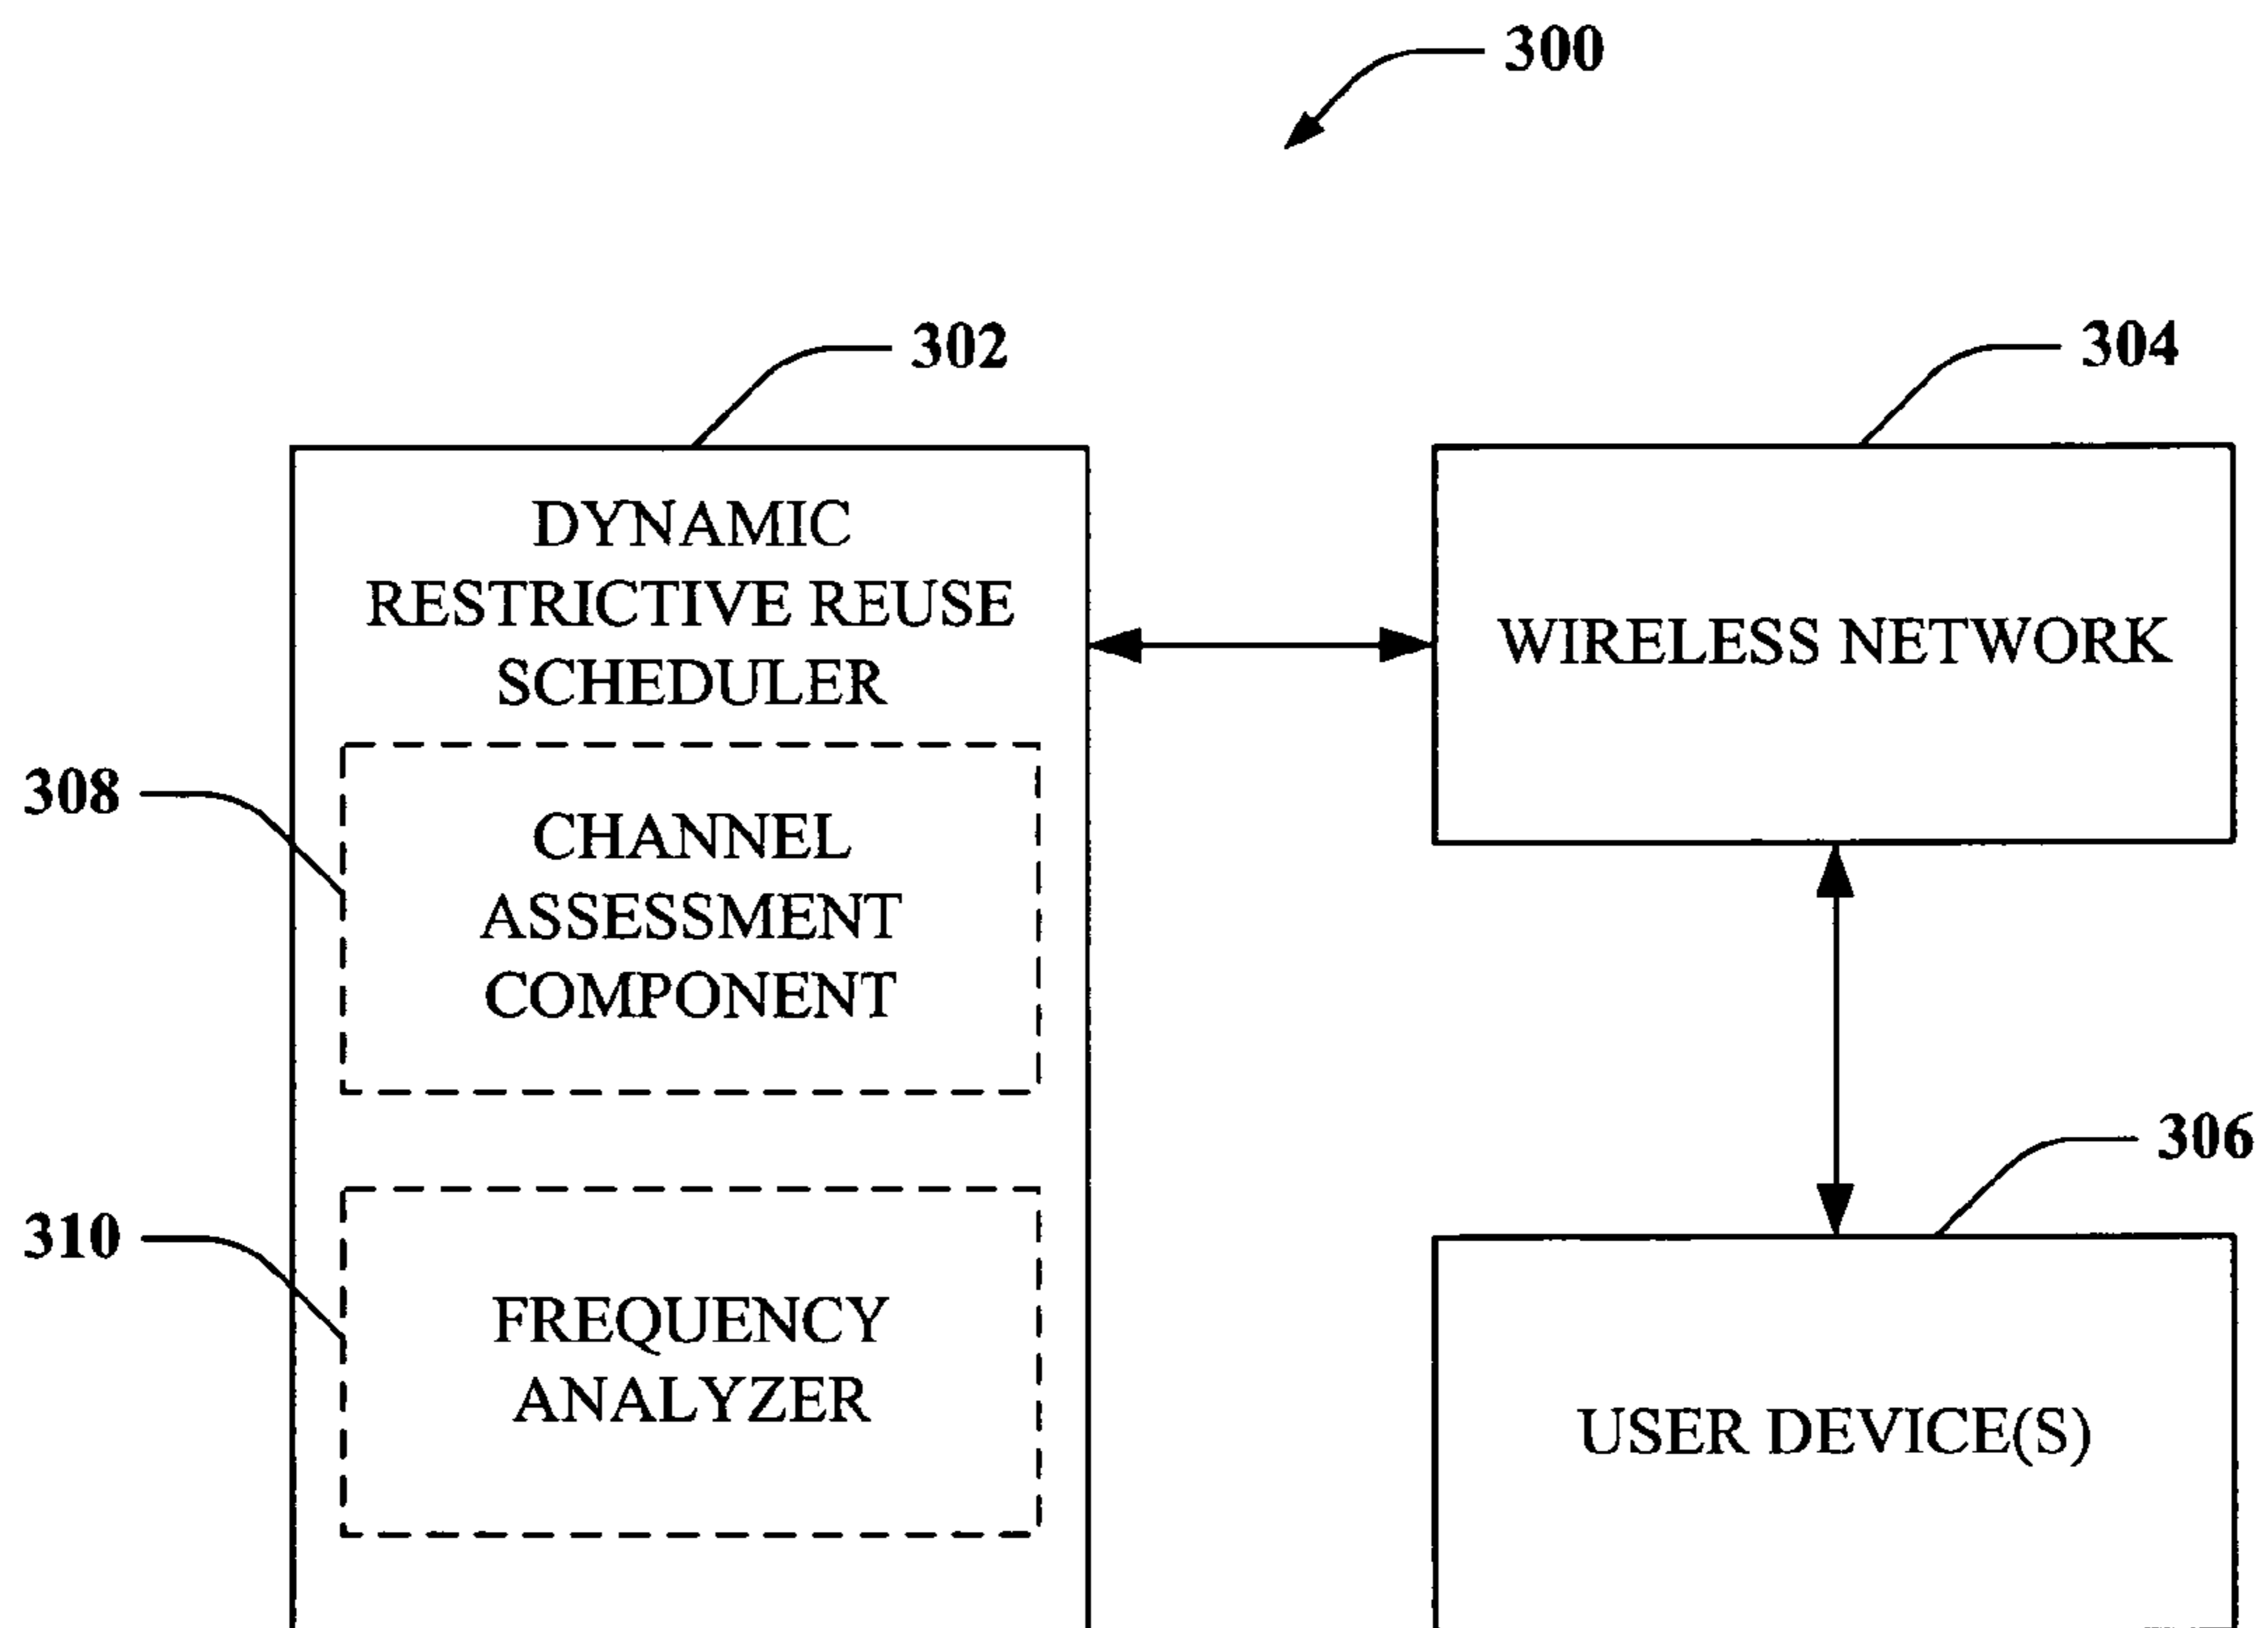 300
302
304
DYNAMIC
RESTRICTIVE REUSE
SCHEDULER
WIRELESS NETWORK
308
CHANNEL
ASSESSMENT
COMPONENT
306
310
FREQUENCY
ANALYZER
USER DEVICE(S)